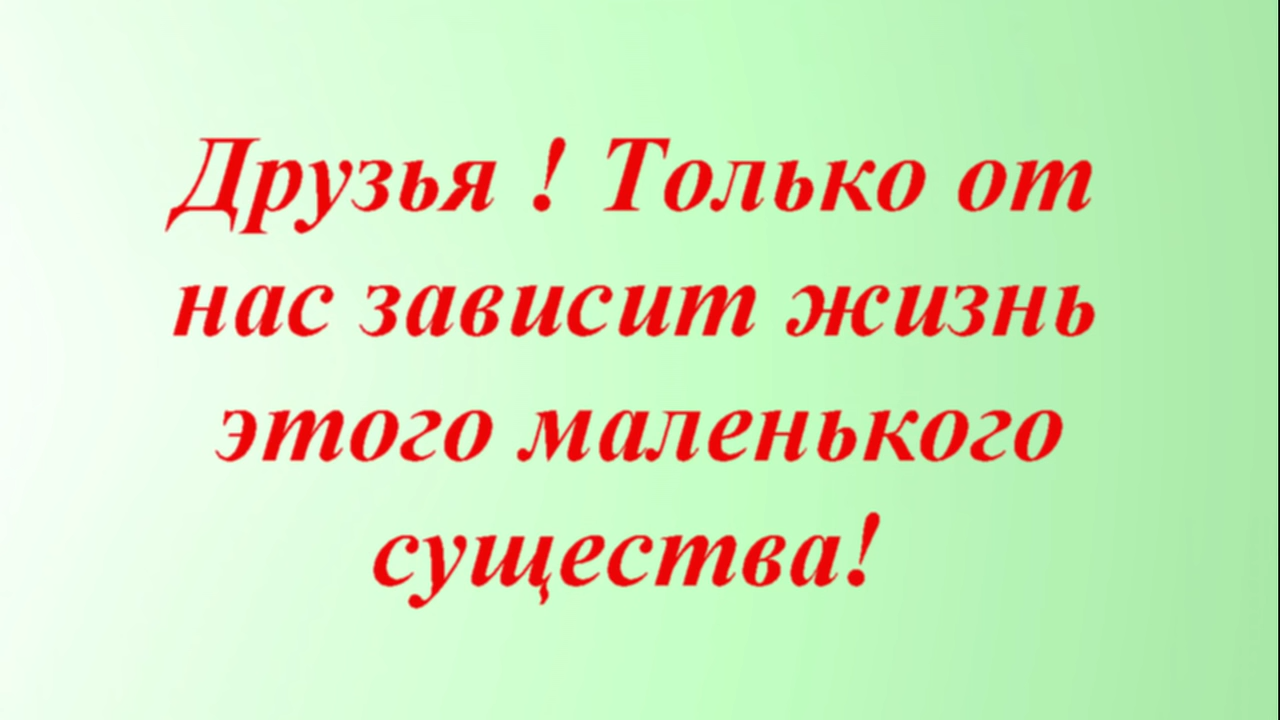 Друзья ! Только от
нас зависит жизнь
этого маленького
существа!